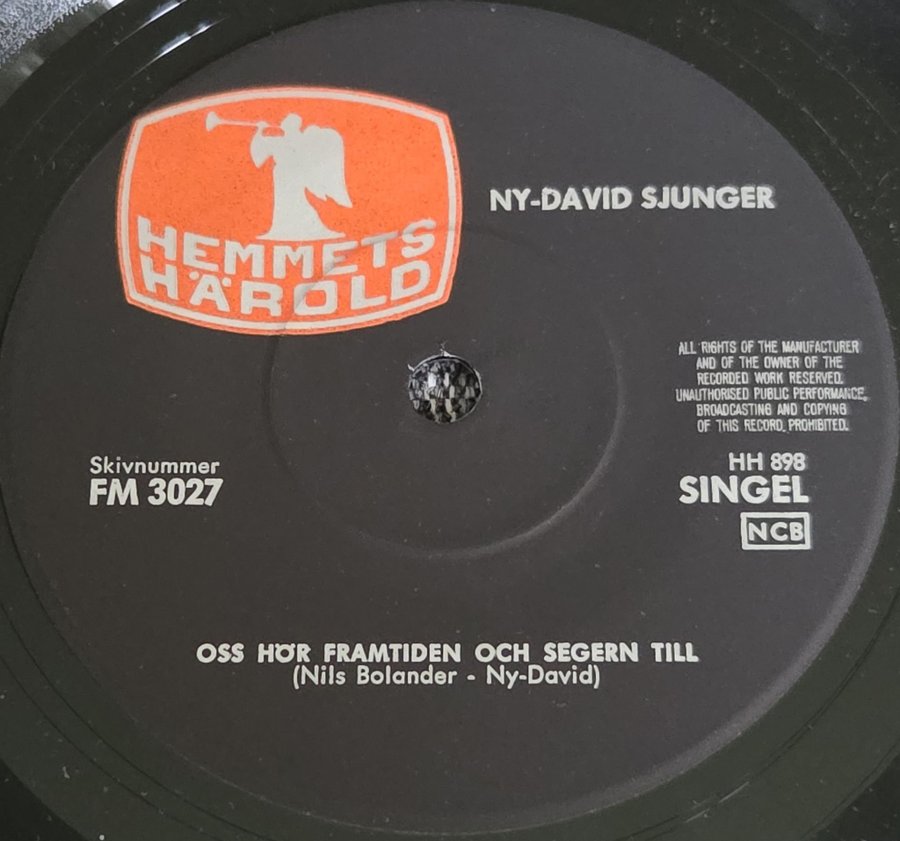 HEMMETS
HÄROLD
NY-DAVID SJUNGER
ALL RIGHTS OF THE MANUFACTURER
AND OF THE OWNER OF THE
RECORDED WORK RESERVED.
UNAUTHORISED PUBLIC PERFORMANCE,
BROADCASTING AND COPYING
OF THIS RECORD PROHIBITED.
Skivnummer
FM 3027
HH 898
SINGEL
NCB
OSS HÖR FRAMTIDEN OCH SEGERN TILL
(Nils Bolander - Ny-David)